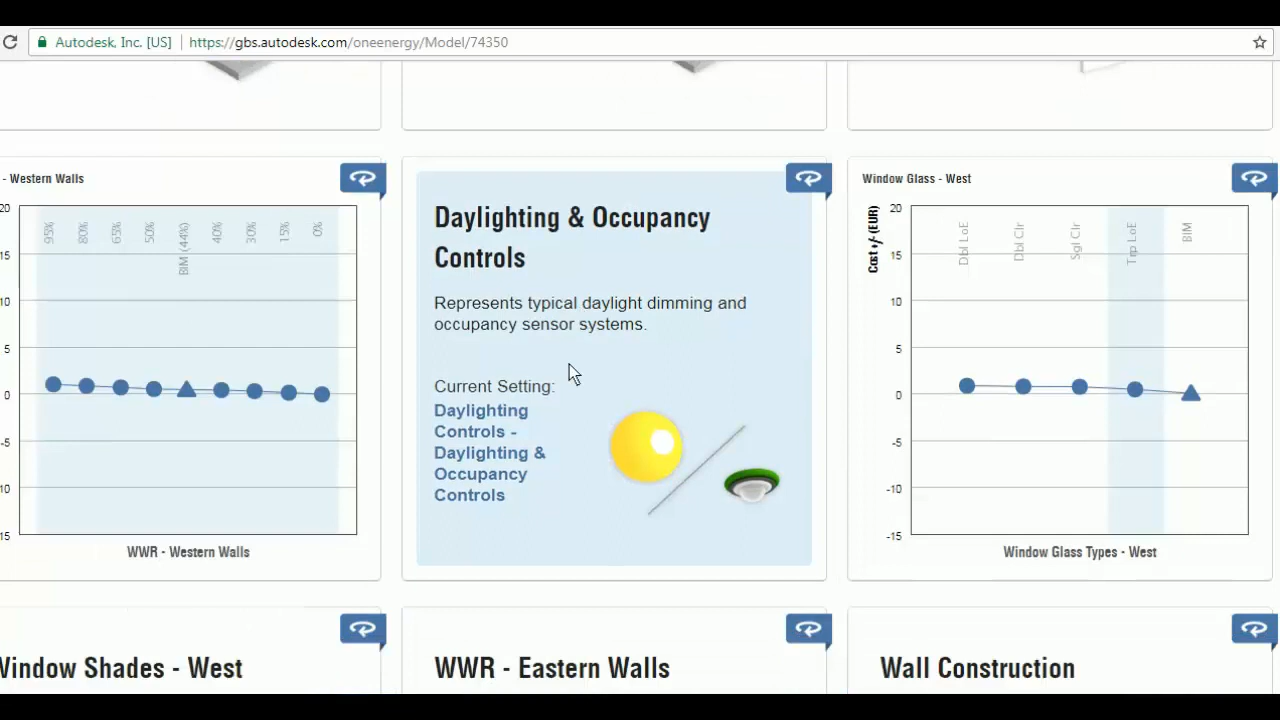 Autodesk, Inc. [US]
https://gbs.autodesk.com/oneenergy/Model/74350
- Western Walls
20
15
10
5
0
-5
-10
15
95%
80%
65%
50%
BIM (44%)
40%
30%
15%
0%
WWR - Western Walls
Daylighting & Occupancy
Controls
Represents typical daylight dimming and
occupancy sensor systems.
Current Setting:
Daylighting
Controls -
Daylighting &
Occupancy
Controls
Window Glass - West
Cost +/- (EUR)
20
15
10
5
0
-5
-10
-15
Dbl LoE
Dbl Clr
Sgl Clr
Trp LoE
BIM
Window Glass Types - West
Window Shades - West
WWR - Eastern Walls
Wall Construction